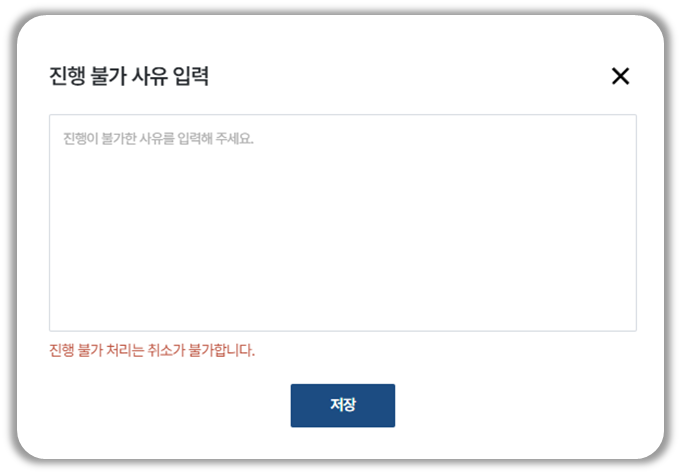 진행 불가 사유 입력
진행이 불가한 사유를 입력해 주세요.
진행 불가 처리는 취소가 불가합니다.
저장